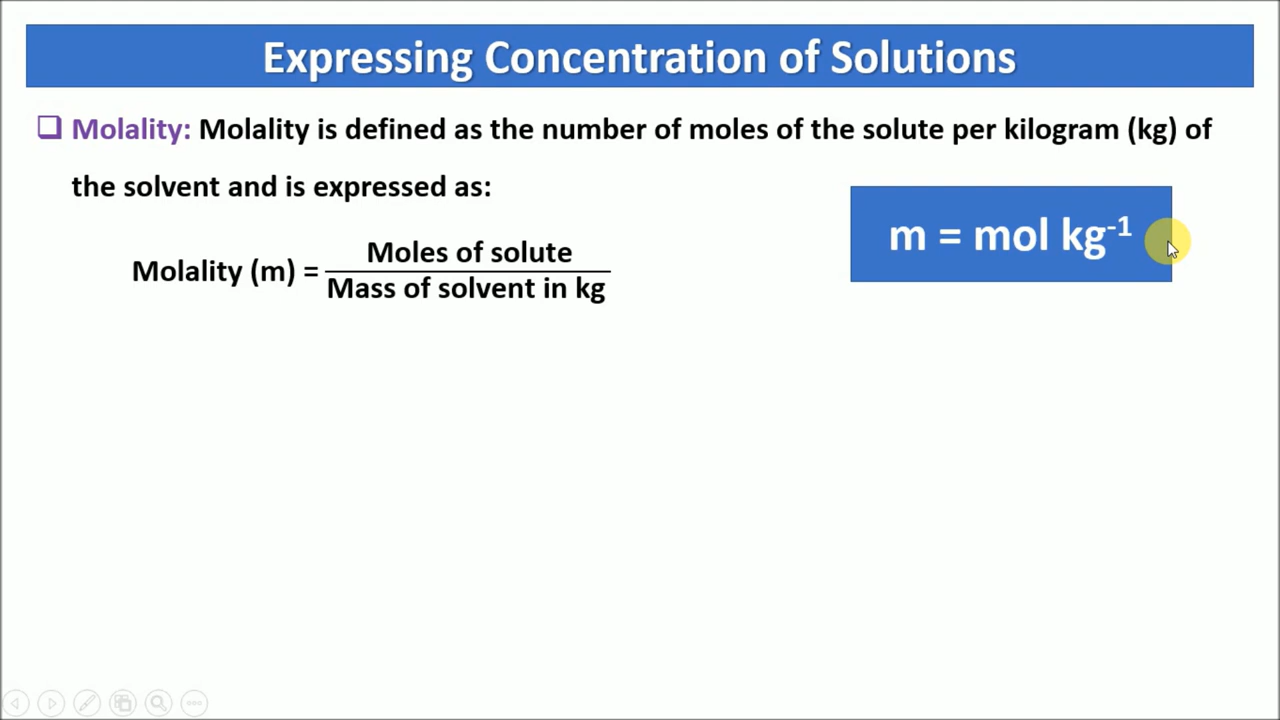 Expressing Concentration of Solutions
❑ Molality: Molality is defined as the number of moles of the solute per kilogram (kg) of
the solvent and is expressed as:
m = mol kg⁻¹
Molality (m) = Moles of solute
Mass of solvent in kg